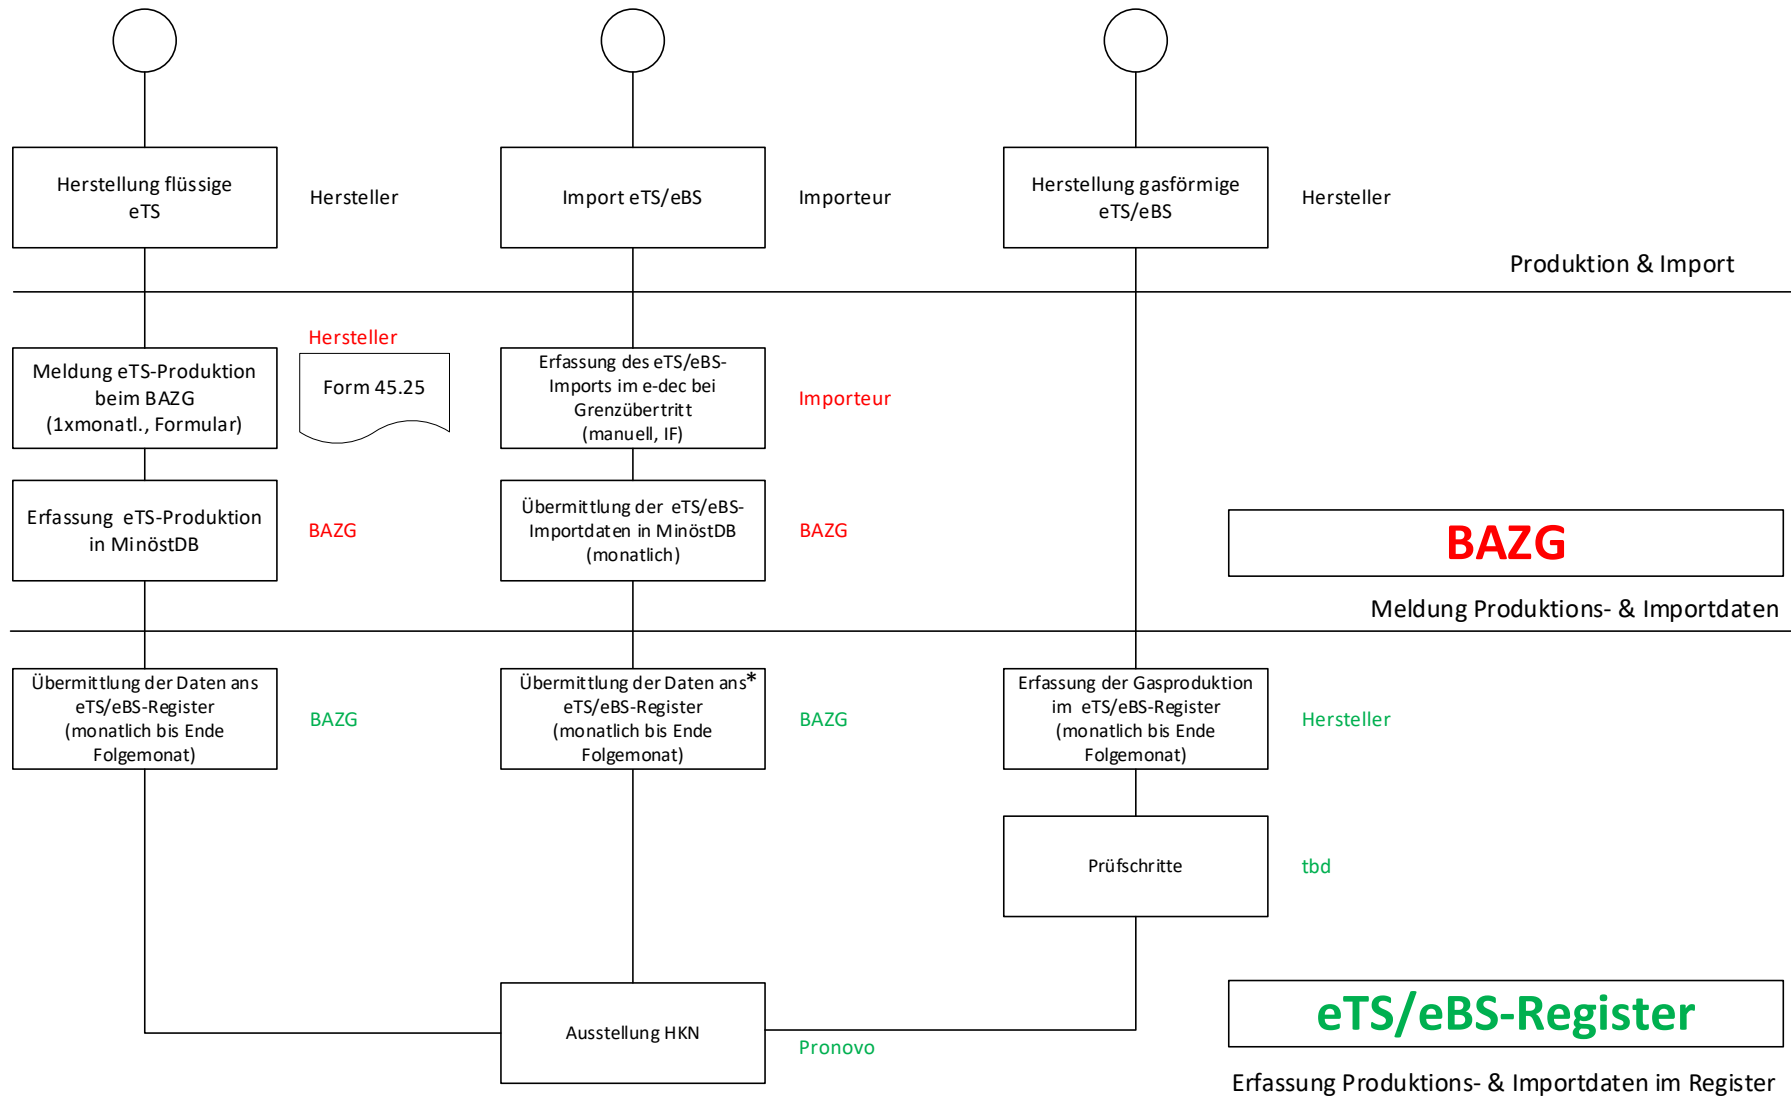 Herstellung flüssige
eTS
Hersteller
Import eTS/eBS
Importeur
Herstellung gasförmige
eTS/eBS
Hersteller
Produktion & Import
Meldung eTS-Produktion
beim BAZG
(1xmonatl., Formular)
Hersteller
Form 45.25
Erfassung des eTS/eBS-
Imports im e-dec bei
Grenzübertritt
(manuell, IF)
Importeur
Erfassung eTS-Produktion
in MinöstDB
BAZG
Übermittlung der eTS/eBS-
Importdaten in MinöstDB
(monatlich)
BAZG
BAZG
Meldung Produktions- & Importdaten
Übermittlung der Daten ans
eTS/eBS-Register
(monatlich bis Ende
Folgemonat)
BAZG
Übermittlung der Daten ans*
eTS/eBS-Register
(monatlich bis Ende
Folgemonat)
BAZG
Erfassung der Gasproduktion
im eTS/eBS-Register
(monatlich bis Ende
Folgemonat)
Hersteller
Prüfschritte
tbd
Ausstellung HKN
Pronovo
eTS/eBS-Register
Erfassung Produktions- & Importdaten im Register